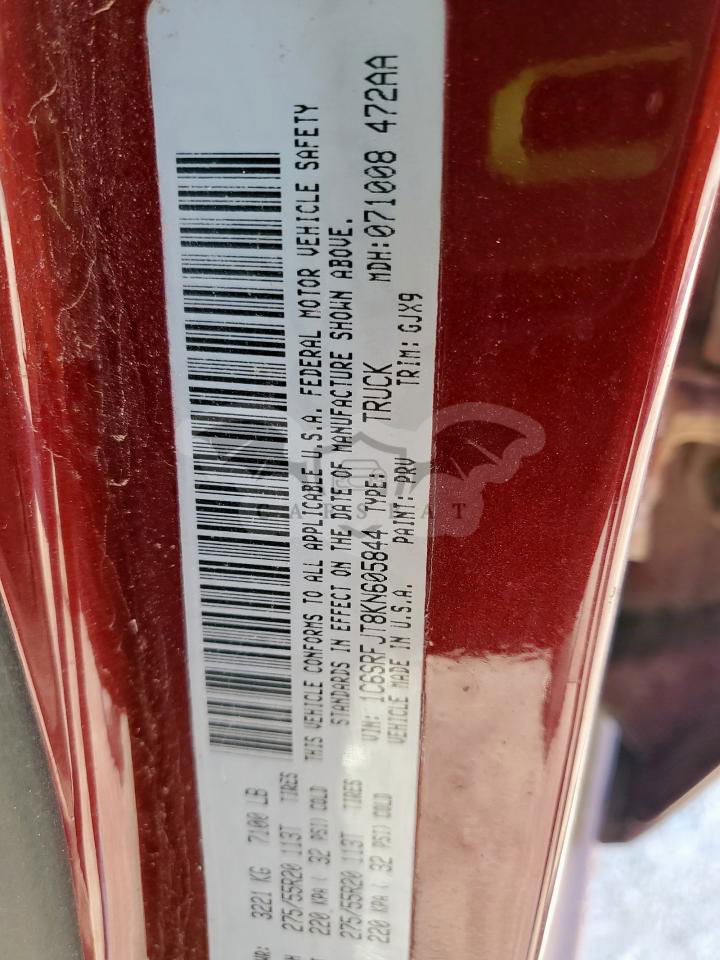 3221 KG 7100 LB
275/55R20 113T TIRES
220 KPA ( 32 PSI) COLD
275/55R20 113T TIRES
220 KPA ( 32 PSI) COLD
THIS VEHICLE CONFORMS TO ALL APPLICABLE U.S.A. FEDERAL MOTOR VEHICLE SAFETY
STANDARDS IN EFFECT ON THE DATE OF MANUFACTURE SHOWN ABOVE.
VIN: 1C6SRFJT8KN605844 TYPE: TRUCK MDH:071008 472AA
VEHICLE MADE IN U.S.A. PAINT: PRV TRIM: GJX9
CARSBAT